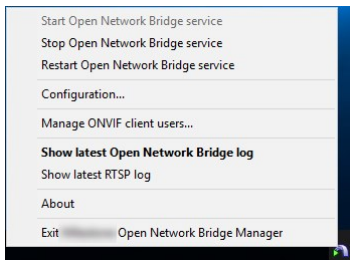 Start Open Network Bridge service
Stop Open Network Bridge service
Restart Open Network Bridge service
Configuration...
Manage ONVIF client users...
Show latest Open Network Bridge log
Show latest RTSP log
About
Exit Open Network Bridge Manager